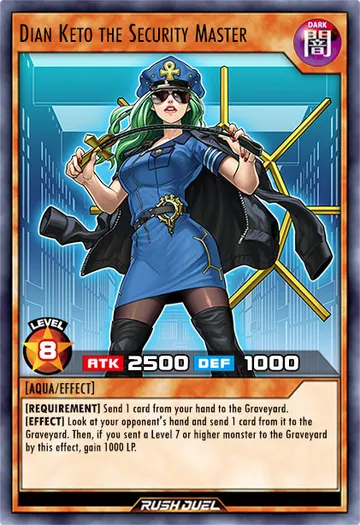 Dian Keto the Security Master
DARK
闇
LEVEL
8
ATK 2500 DEF 1000
[AQUA/EFFECT]
[REQUIREMENT] Send 1 card from your hand to the Graveyard.
[EFFECT] Look at your opponent's hand and send 1 card from it to the
Graveyard. Then, if you sent a Level 7 or higher monster to the Graveyard
by this effect, gain 1000 LP.
RUSH DUEL